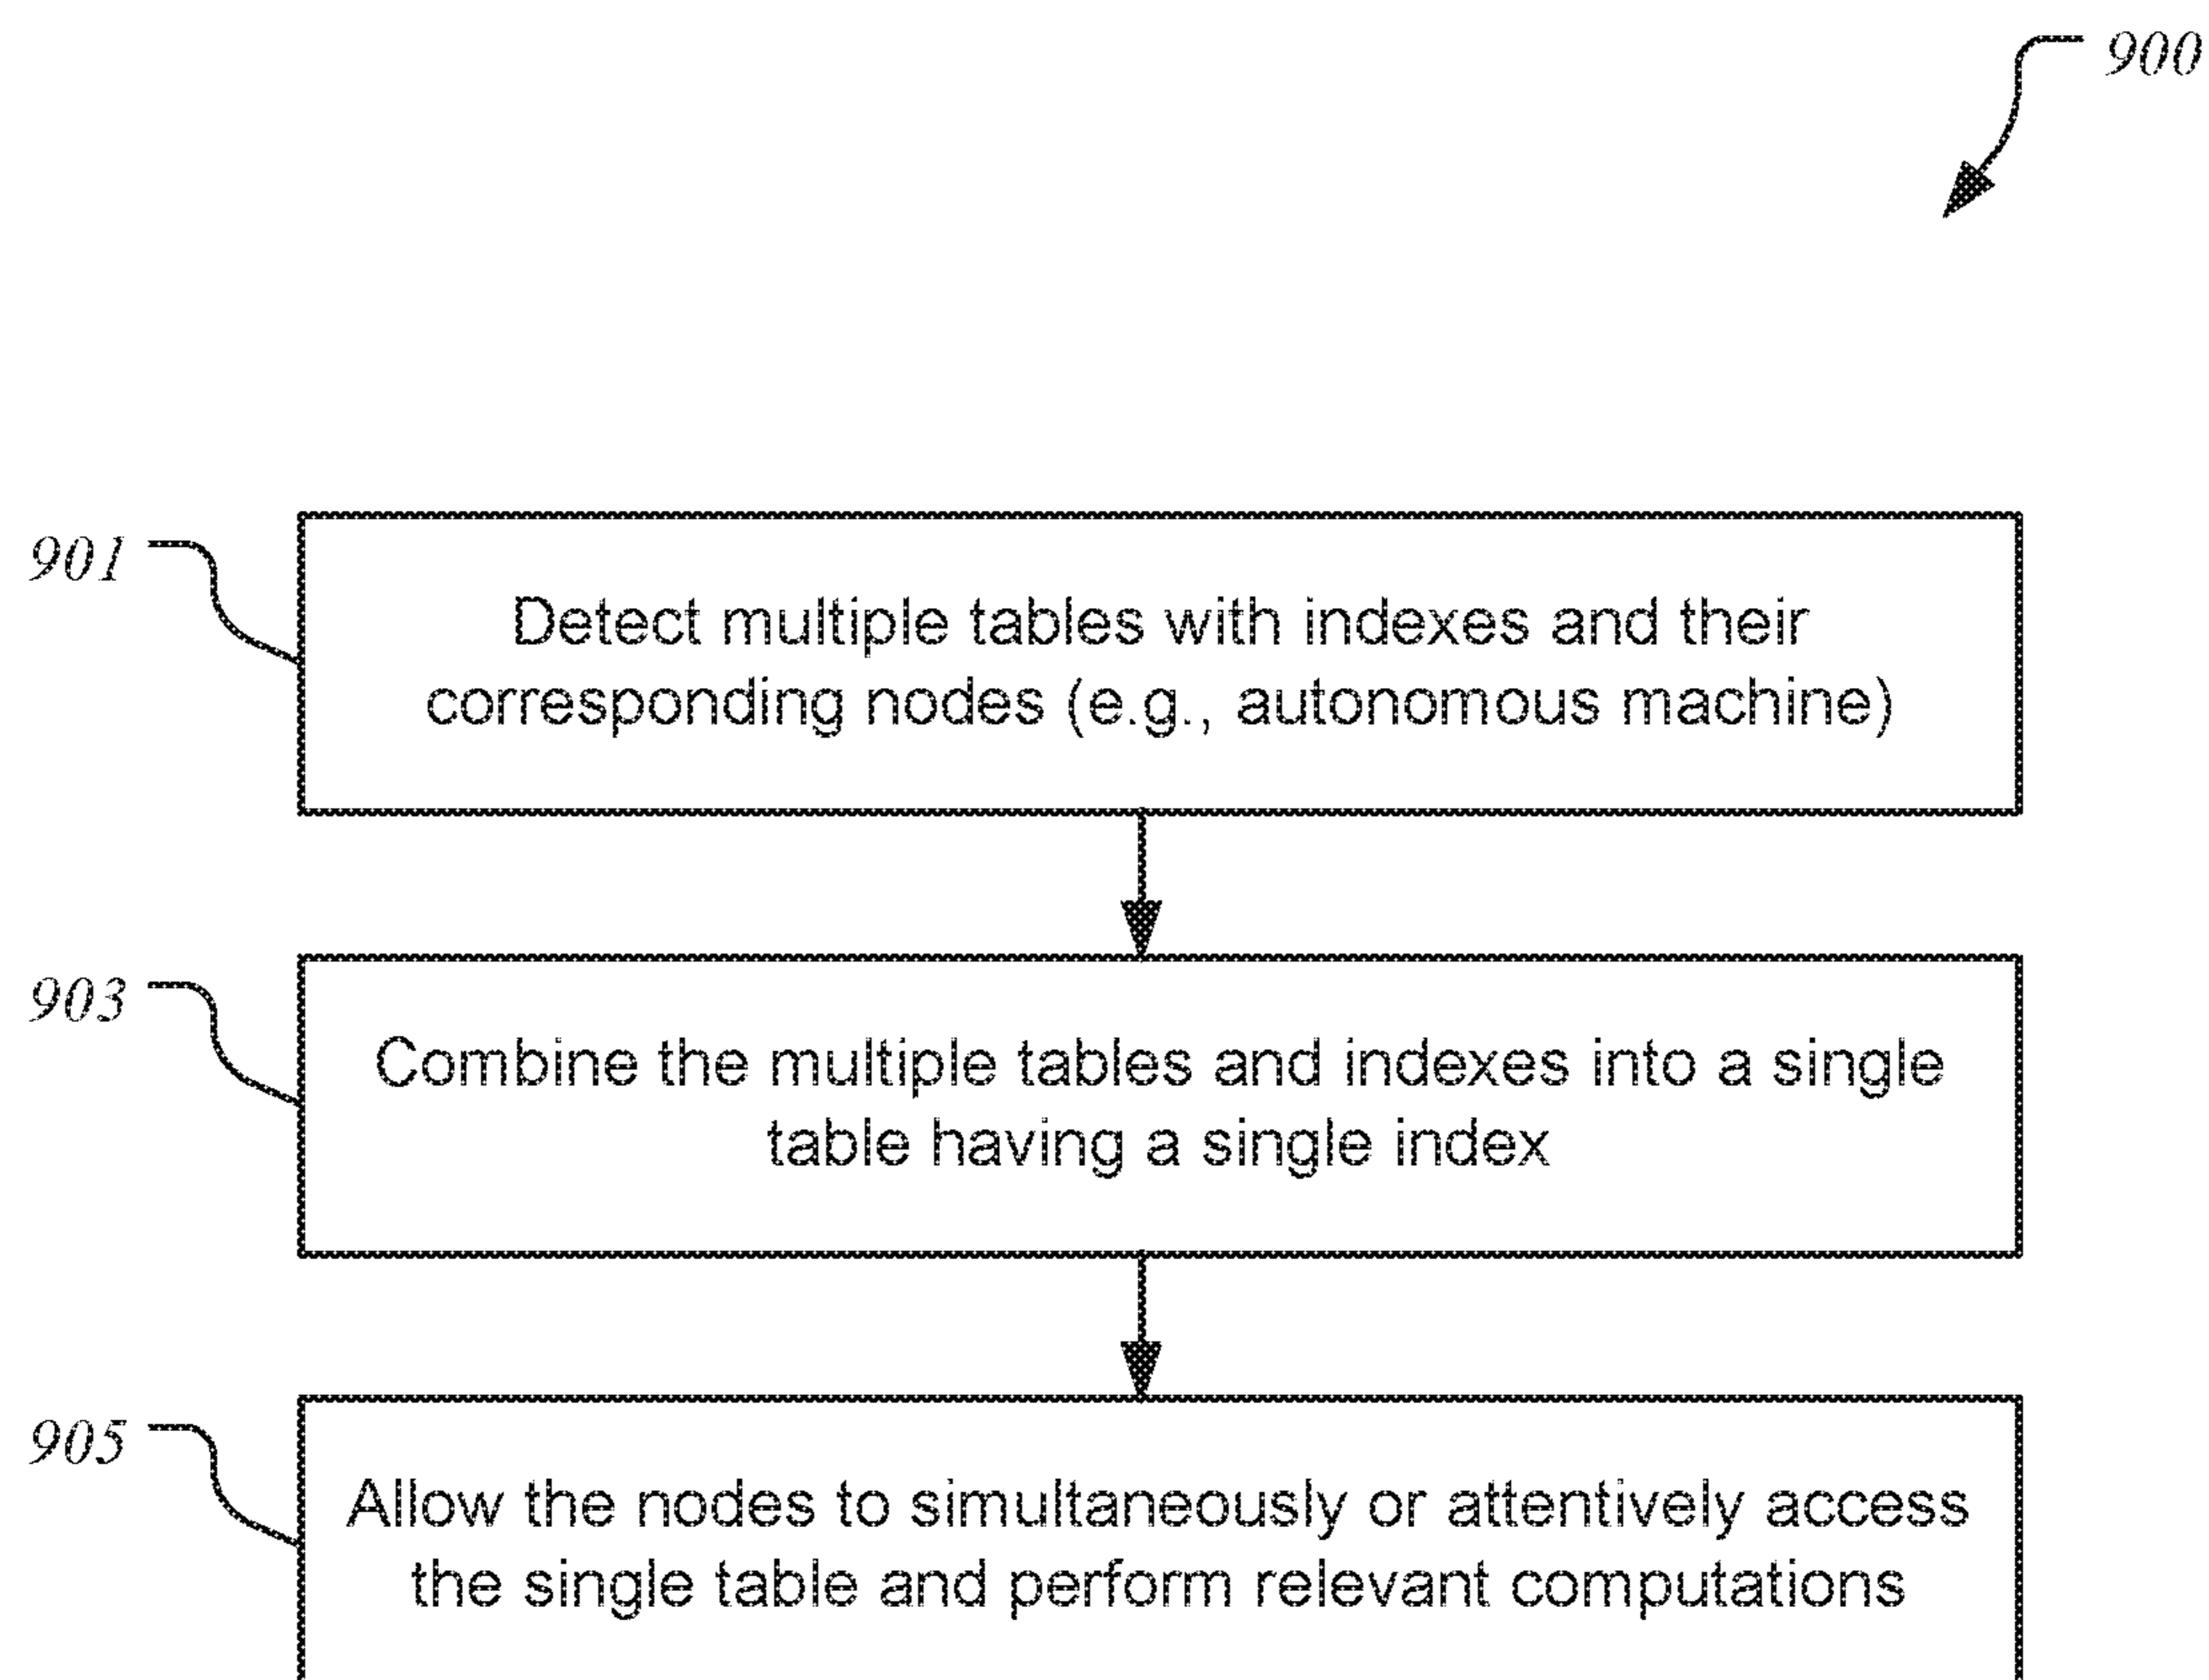 900
901
Detect multiple tables with indexes and their
corresponding nodes (e.g., autonomous machine)
903
Combine the multiple tables and indexes into a single
table having a single index
905
Allow the nodes to simultaneously or attentively access
the single table and perform relevant computations